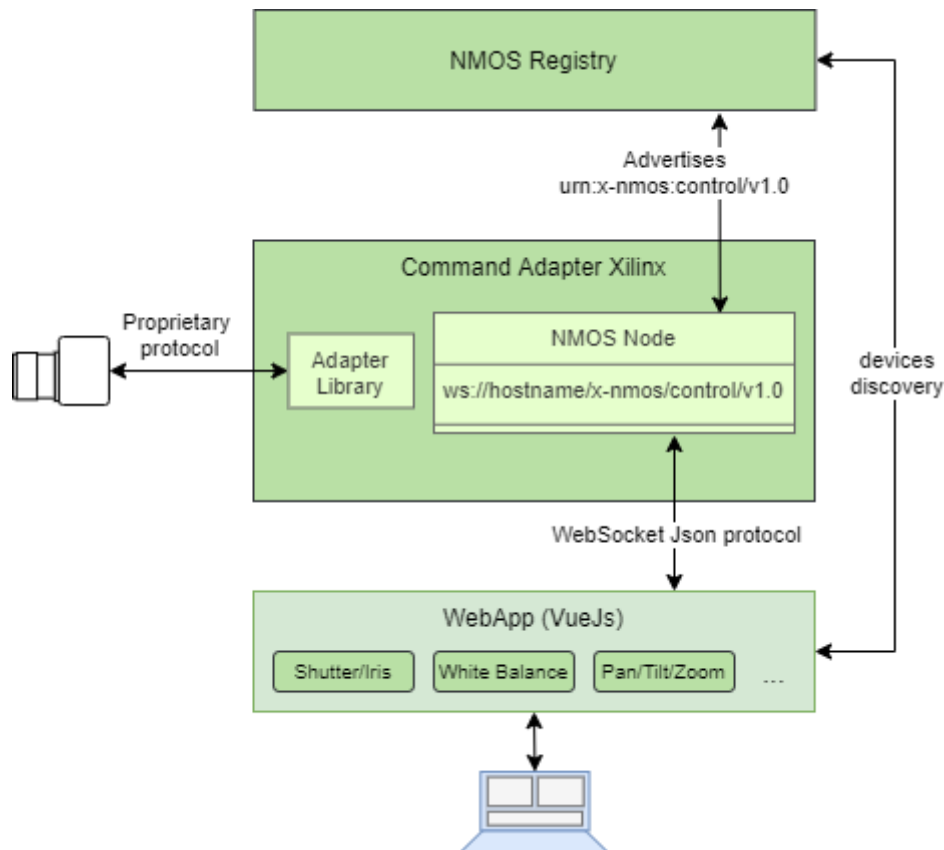 NMOS Registry
Advertises
urn:x-nmos:control/v1.0
Command Adapter Xilinx
Proprietary
protocol
Adapter
Library
NMOS Node
ws://hostname/x-nmos/control/v1.0
devices
discovery
WebSocket Json protocol
WebApp (VueJs)
Shutter/Iris
White Balance
Pan/Tilt/Zoom
...